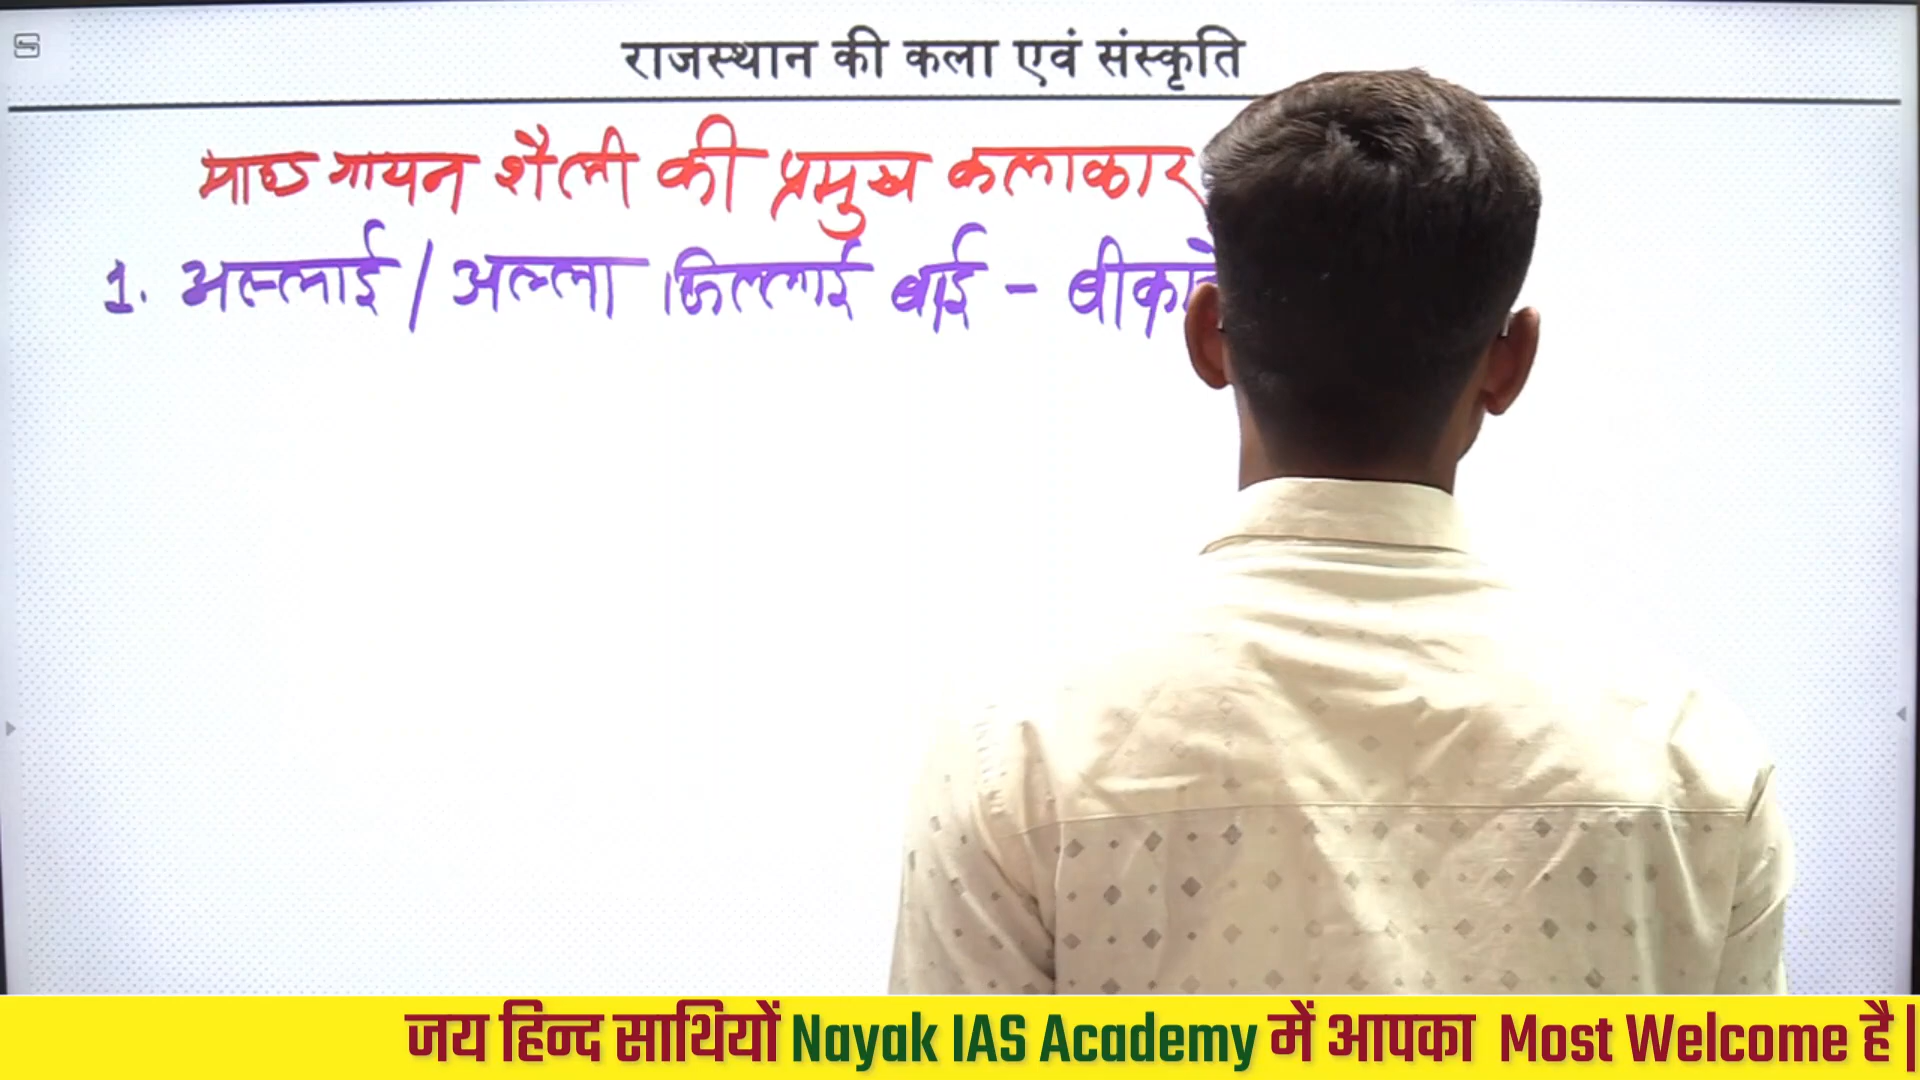 राजस्थान की कला एवं संस्कृति
माण्ड गायन शैली की प्रमुख कलाकार
1. अल्लाई / अल्ला जिल्लाई बाई - बीकाने
जय हिन्द साथियों Nayak IAS Academy में आपका Most Welcome है |